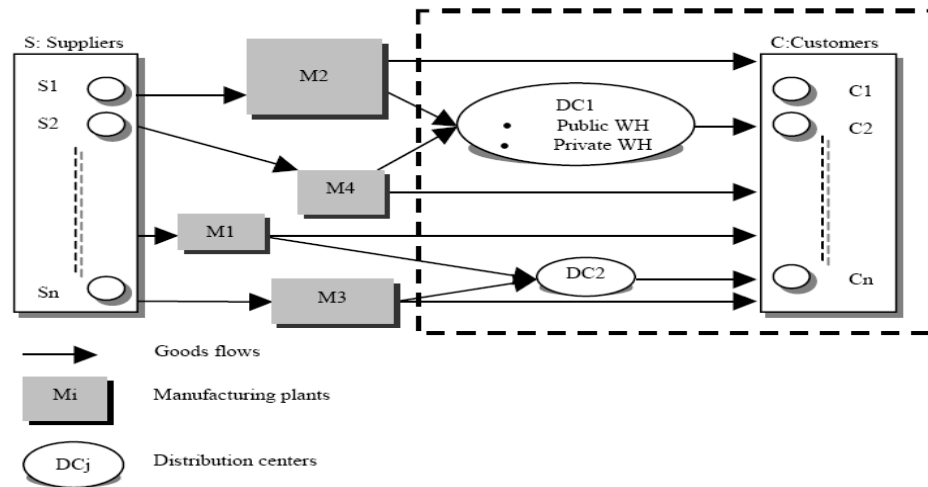 S: Suppliers
C:Customers
S1
S2
Sn
M2
M4
M1
M3
DC1
• Public WH
• Private WH
DC2
C1
C2
Cn
Goods flows
Mi
Manufacturing plants
DCj
Distribution centers